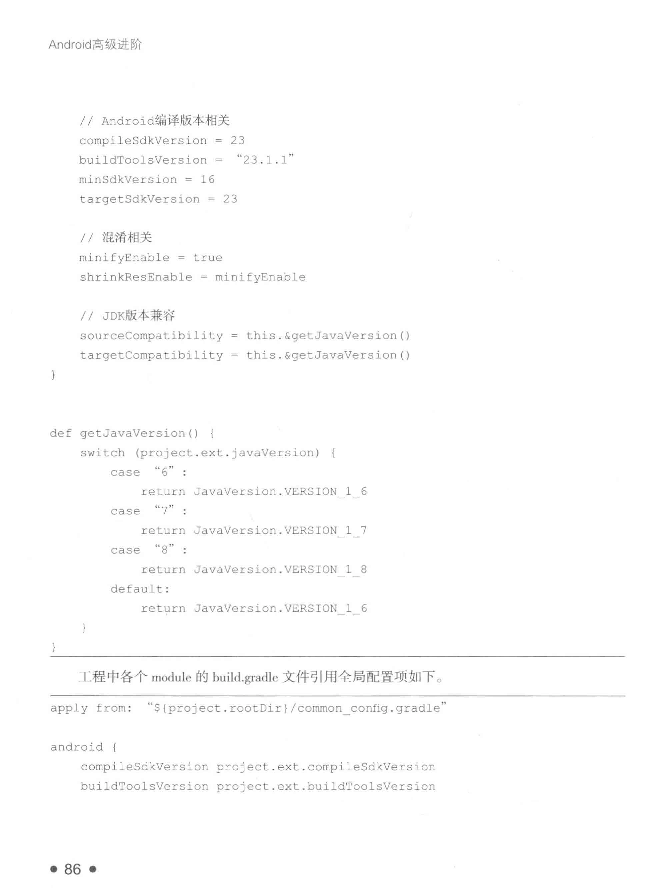 Android高级进阶
// Android编译版本相关
compileSdkVersion = 23
buildToolsVersion = “23.1.1”
minSdkVersion = 16
targetSdkVersion = 23
// 混淆相关
minifyEnable = true
shrinkResEnable = minifyEnable
// JDK版本兼容
sourceCompatibility = this.&getJavaVersion()
targetCompatibility = this.&getJavaVersion()
}
def getJavaVersion() {
switch (project.ext.javaVersion) {
case “6” :
return JavaVersion.VERSION_1_6
case “7” :
return JavaVersion.VERSION_1_7
case “8” :
return JavaVersion.VERSION_1_8
default:
return JavaVersion.VERSION_1_6
}
}
工程中各个 module 的 build.gradle 文件引用全局配置项如下。
apply from: “${project.rootDir}/common_config.gradle”
android {
compileSdkVersion project.ext.compileSdkVersion
buildToolsVersion project.ext.buildToolsVersion
• 86 •